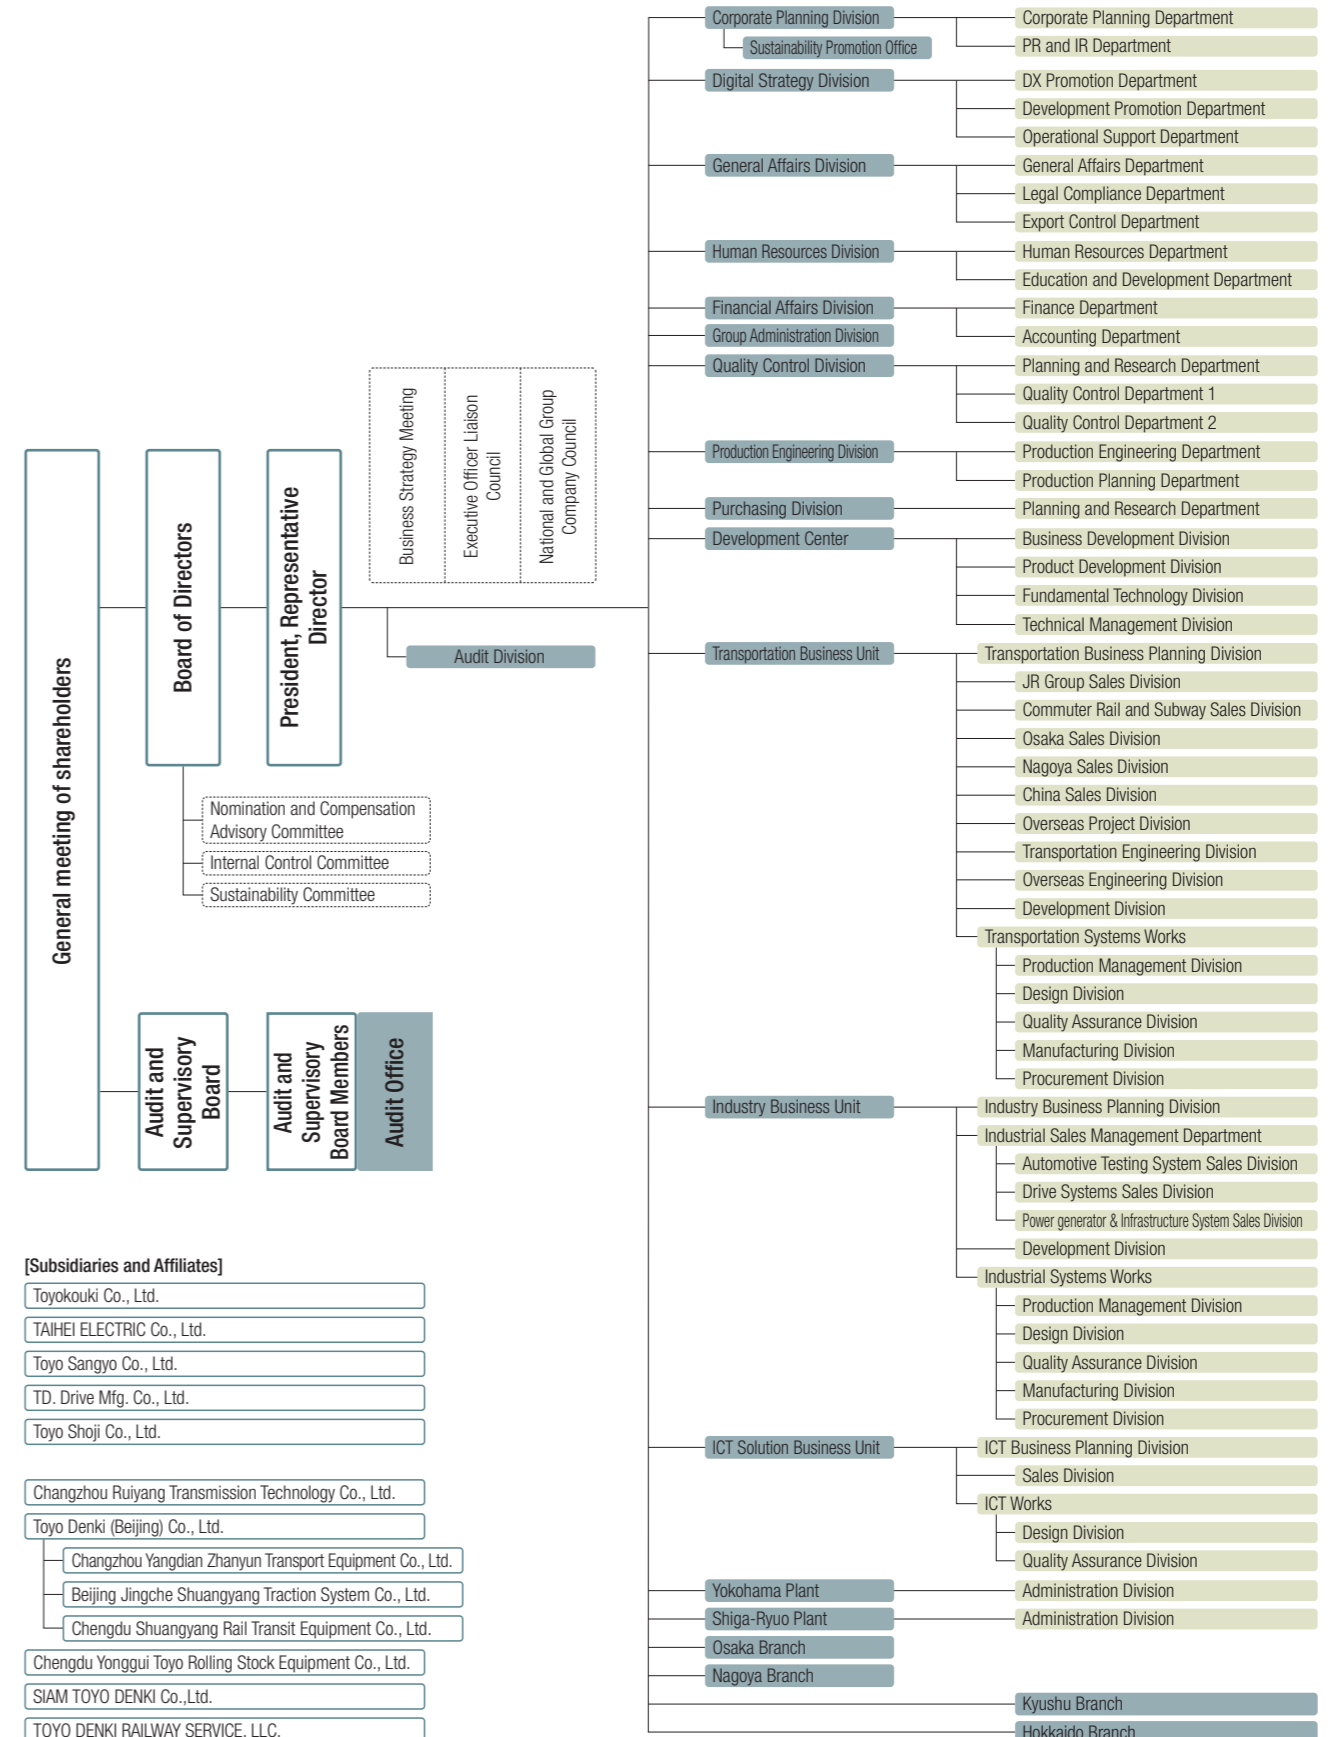 General meeting of shareholders
Board of Directors
President, Representative
Director
Business Strategy Meeting
Executive Officer Liaison
Council
National and Global Group
Company Council
Audit Division
Nomination and Compensation
Advisory Committee
Internal Control Committee
Sustainability Committee
Audit and
Supervisory
Board
Audit and
Supervisory
Board Members
Audit Office
[Subsidiaries and Affiliates]
Toyokouki Co., Ltd.
TAIHEI ELECTRIC Co., Ltd.
Toyo Sangyo Co., Ltd.
TD. Drive Mfg. Co., Ltd.
Toyo Shoji Co., Ltd.
Changzhou Ruiyang Transmission Technology Co., Ltd.
Toyo Denki (Beijing) Co., Ltd.
Changzhou Yangdian Zhanyun Transport Equipment Co., Ltd.
Beijing Jingche Shuangyang Traction System Co., Ltd.
Chengdu Shuangyang Rail Transit Equipment Co., Ltd.
Chengdu Yonggui Toyo Rolling Stock Equipment Co., Ltd.
SIAM TOYO DENKI Co.,Ltd.
TOYO DENKI RAILWAY SERVICE, LLC.
Corporate Planning Division
Sustainability Promotion Office
Corporate Planning Department
PR and IR Department
Digital Strategy Division
DX Promotion Department
Development Promotion Department
Operational Support Department
General Affairs Division
General Affairs Department
Legal Compliance Department
Export Control Department
Human Resources Division
Human Resources Department
Education and Development Department
Financial Affairs Division
Finance Department
Accounting Department
Group Administration Division
Quality Control Division
Planning and Research Department
Quality Control Department 1
Quality Control Department 2
Production Engineering Division
Production Engineering Department
Production Planning Department
Purchasing Division
Planning and Research Department
Development Center
Business Development Division
Product Development Division
Fundamental Technology Division
Technical Management Division
Transportation Business Unit
Transportation Business Planning Division
JR Group Sales Division
Commuter Rail and Subway Sales Division
Osaka Sales Division
Nagoya Sales Division
China Sales Division
Overseas Project Division
Transportation Engineering Division
Overseas Engineering Division
Development Division
Transportation Systems Works
Production Management Division
Design Division
Quality Assurance Division
Manufacturing Division
Procurement Division
Industry Business Unit
Industry Business Planning Division
Industrial Sales Management Department
Automotive Testing System Sales Division
Drive Systems Sales Division
Power generator & Infrastructure System Sales Division
Development Division
Industrial Systems Works
Production Management Division
Design Division
Quality Assurance Division
Manufacturing Division
Procurement Division
ICT Solution Business Unit
ICT Business Planning Division
Sales Division
ICT Works
Design Division
Quality Assurance Division
Yokohama Plant
Administration Division
Shiga-Ryuo Plant
Administration Division
Osaka Branch
Nagoya Branch
Kyushu Branch
Hokkaido Branch